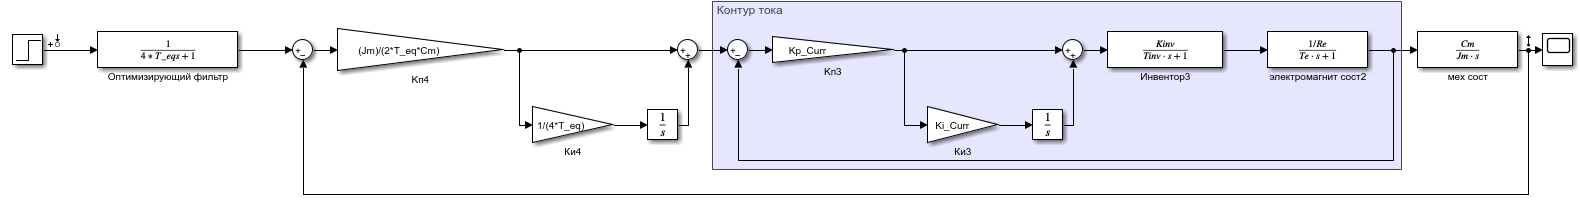 Контур тока
1
4 * T_eqs + 1
Оптимизирующий фильтр
+
−
(Jm)/(2*T_eq*Cm)
Кп4
1/(4*T_eq)
Ки4
1
s
+
+
+
−
Kp_Curr
Кп3
Ki_Curr
Ки3
1
s
+
+
Kinv
Tinv · s + 1
Инвентор3
1/Re
Te · s + 1
электромагнит сост2
Cm
Jm · s
мех сост